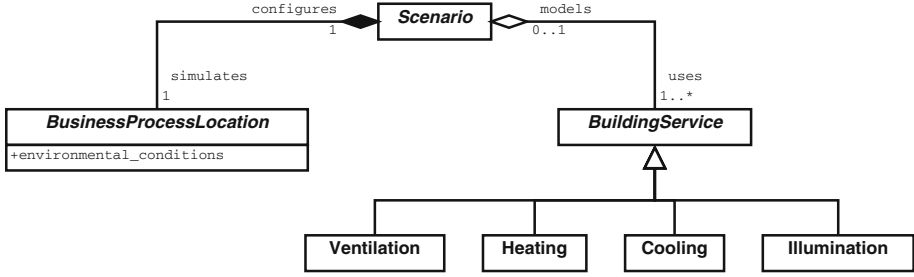 configures
Scenario
models
1
0..1
simulates
uses
1
1..*
BusinessProcessLocation
BuildingService
+environmental_conditions
Ventilation
Heating
Cooling
Illumination